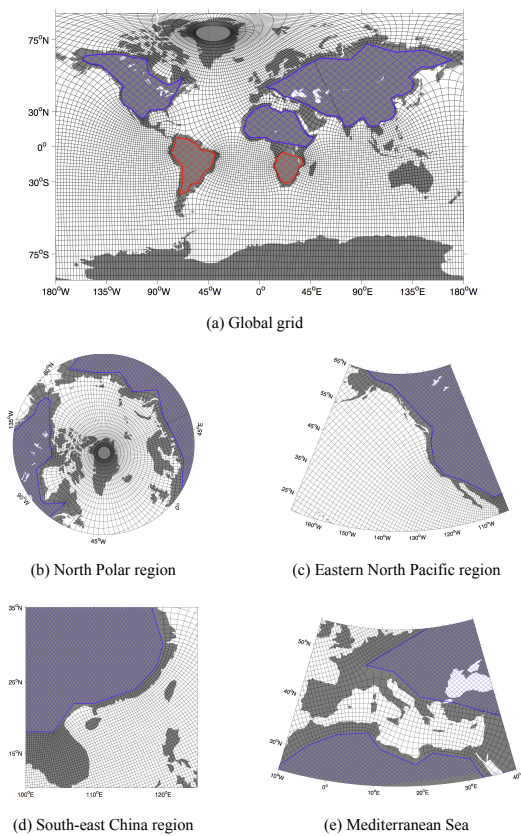 75°N
30°N
0°
30°S
75°S
180°W 135°W 90°W 45°W 0° 45°E 90°E 135°E 180°W
(a) Global grid
80°N
135°W
45°E
90°W
0°
45°W
(b) North Polar region
65°N
55°N
45°N
35°N
25°N
160°W 150°W 140°W 130°W 120°W 110°W
(c) Eastern North Pacific region
35°N
25°N
15°N
100°E 110°E 120°E
(d) South-east China region
50°N
40°N
30°N
10°W 0° 10°E 20°E 30°E 40°E
(e) Mediterranean Sea